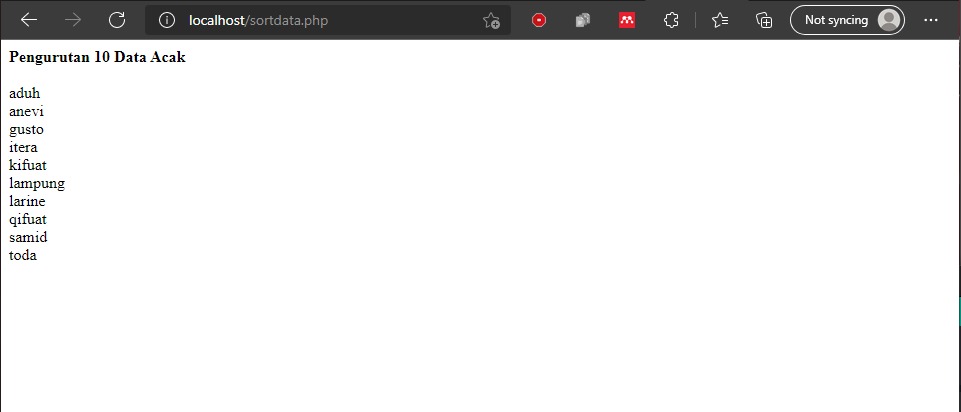 localhost/sortdata.php
Not syncing
Pengurutan 10 Data Acak
aduh
anevi
gusto
itera
kifuat
lampung
larine
qifuat
samid
toda